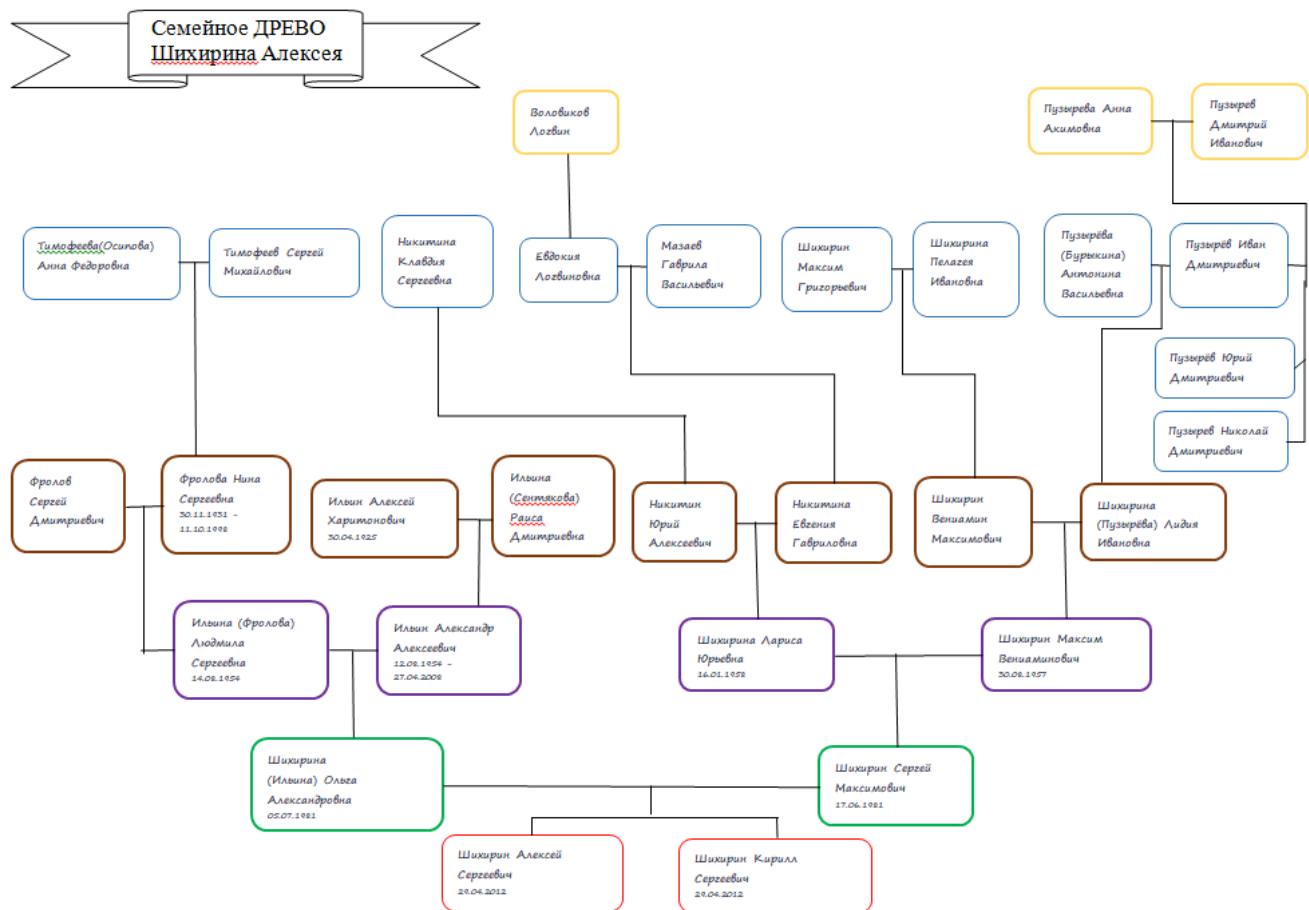 Семейное ДРЕВО
Шихирина Алексея
Воловиков
Логвин
Пузырева Анна
Акимовна
Пузырев
Дмитрий
Иванович
Тимофеева(Осипова)
Анна Федоровна
Тимофеев Сергей
Михайлович
Никитина
Клавдия
Сергеевна
Евдокия
Логвиновна
Мазаев
Гаврила
Васильевич
Шихирин
Максим
Григорьевич
Шихирина
Пелагея
Ивановна
Пузырёва
(Бурыкина)
Антонина
Васильевна
Пузырёв Иван
Дмитриевич
Пузырёв Юрий
Дмитриевич
Пузырев Николай
Дмитриевич
Фролов
Сергей
Дмитриевич
Фролова Нина
Сергеевна
30.11.1931 –
11.10.1998
Ильин Алексей
Харитонович
30.04.1925
Ильина
(Сентякова)
Раиса
Дмитриевна
Никитин
Юрий
Алексеевич
Никитина
Евгения
Гавриловна
Шихирин
Вениамин
Максимович
Шихирина
(Пузырёва) Лидия
Ивановна
Ильина (Фролова)
Людмила
Сергеевна
14.08.1954
Ильин Александр
Алексеевич
12.08.1954 –
27.04.2008
Шихирина Лариса
Юрьевна
16.01.1958
Шихирин Максим
Вениаминович
30.08.1957
Шихирина
(Ильина) Ольга
Александровна
05.07.1981
Шихирин Сергей
Максимович
17.06.1981
Шихирин Алексей
Сергеевич
29.04.2012
Шихирин Кирилл
Сергеевич
29.04.2012